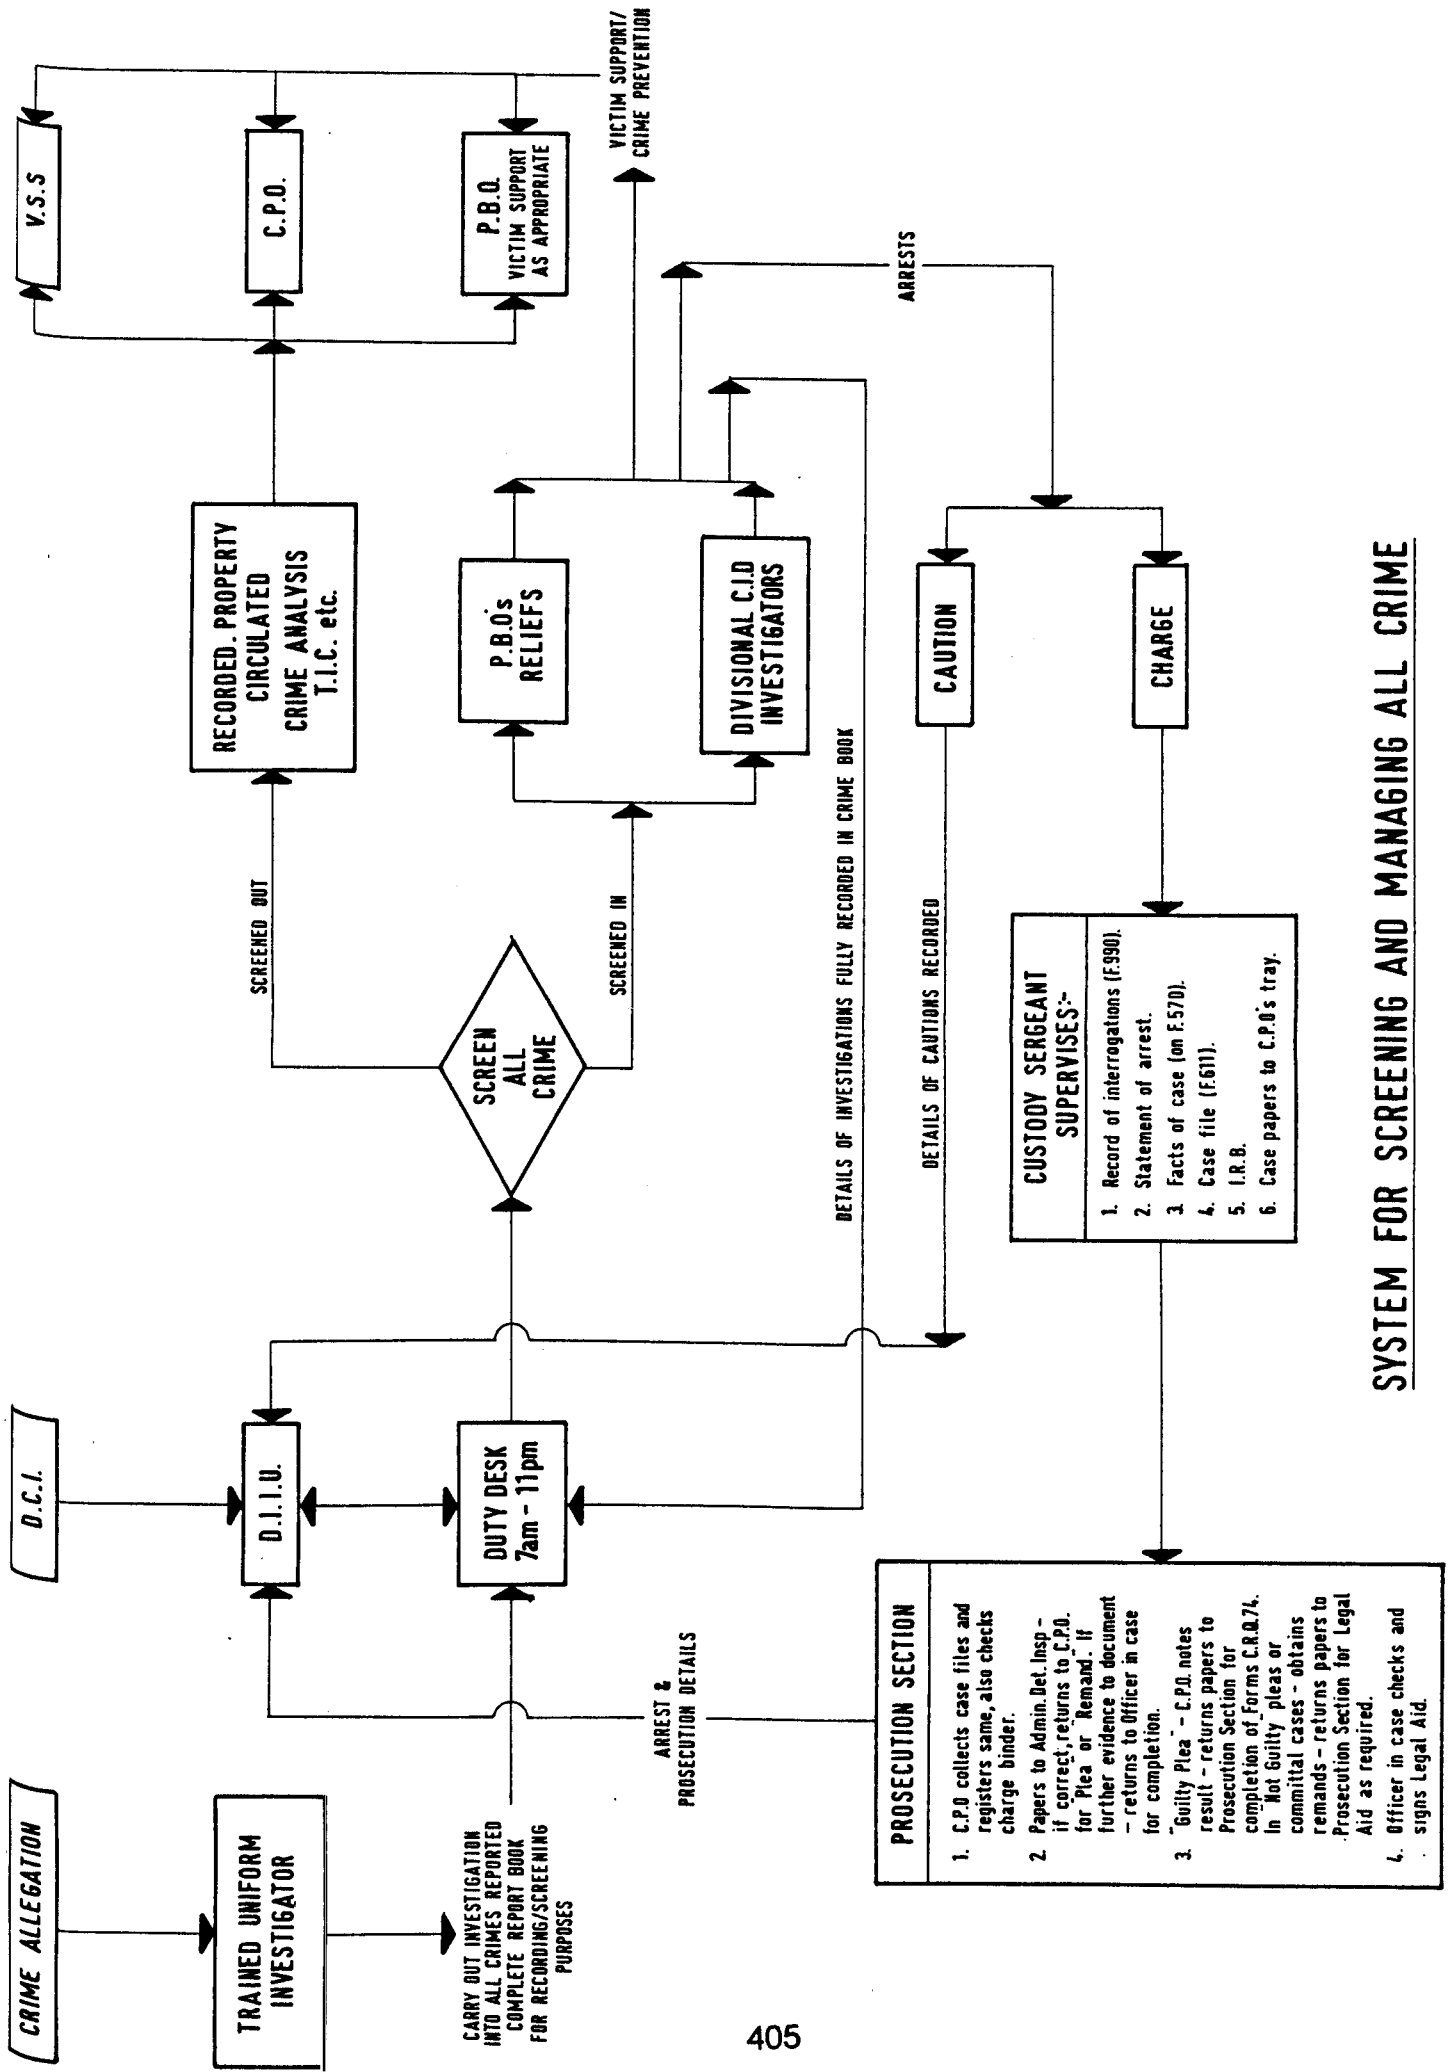 CRIME ALLEGATION
TRAINED UNIFORM
INVESTIGATOR
CARRY OUT INVESTIGATION
INTO ALL CRIMES REPORTED
COMPLETE REPORT BOOK
FOR RECORDING/SCREENING
PURPOSES
D.C.I.
D.I.I.U.
DUTY DESK
7am - 11pm
ARREST &
PROSECUTION DETAILS
SCREEN
ALL
CRIME
SCREENED OUT
SCREENED IN
RECORDED. PROPERTY
CIRCULATED
CRIME ANALYSIS
T.I.C. etc.
V.S.S
C.P.O.
P.B.O.
VICTIM SUPPORT
AS APPROPRIATE
VICTIM SUPPORT/
CRIME PREVENTION
P.B.O's
RELIEFS
DIVISIONAL C.I.D
INVESTIGATORS
DETAILS OF INVESTIGATIONS FULLY RECORDED IN CRIME BOOK
ARRESTS
CAUTION
DETAILS OF CAUTIONS RECORDED
CHARGE
CUSTODY SERGEANT
SUPERVISES:-
1. Record of interrogations (F.990).
2. Statement of arrest.
3. Facts of case (on F.570).
4. Case file (F.611).
5. I.R.B.
6. Case papers to C.P.O's tray.
PROSECUTION SECTION
1. C.P.O collects case files and
registers same, also checks
charge binder.
2. Papers to Admin. Det. Insp -
if correct, returns to C.P.O.
for "Plea or Remand". If
further evidence to document
- returns to Officer in case
for completion.
3. "Guilty Plea" - C.P.O. notes
result - returns papers to
Prosecution Section for
completion of Forms C.R.O.74.
In "Not Guilty" pleas or
committal cases - obtains
remands - returns papers to
Prosecution Section for Legal
Aid as required.
4. Officer in case checks and
signs Legal Aid.
SYSTEM FOR SCREENING AND MANAGING ALL CRIME
405